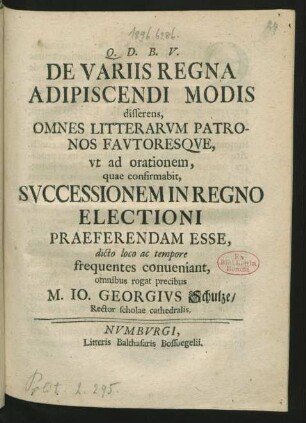 Q. D. B. V.
DE VARIIS REGNA
ADIPISCENDI MODIS
differens,
OMNES LITTERARVM PATRO-
NOS FAVTORESQVE,
vt ad orationem,
quae confirmabit,
SVCCESSIONEM IN REGNO
ELECTIONI
PRAEFERENDAM ESSE,
dicto loco ac tempore
frequentes conueniant,
omnibus rogat precibus
M. IO. GEORGIVS Schulze/
Rector scholae cathedralis.
NVMBVRGI,
Litteris Balthasaris Bossoegelii.